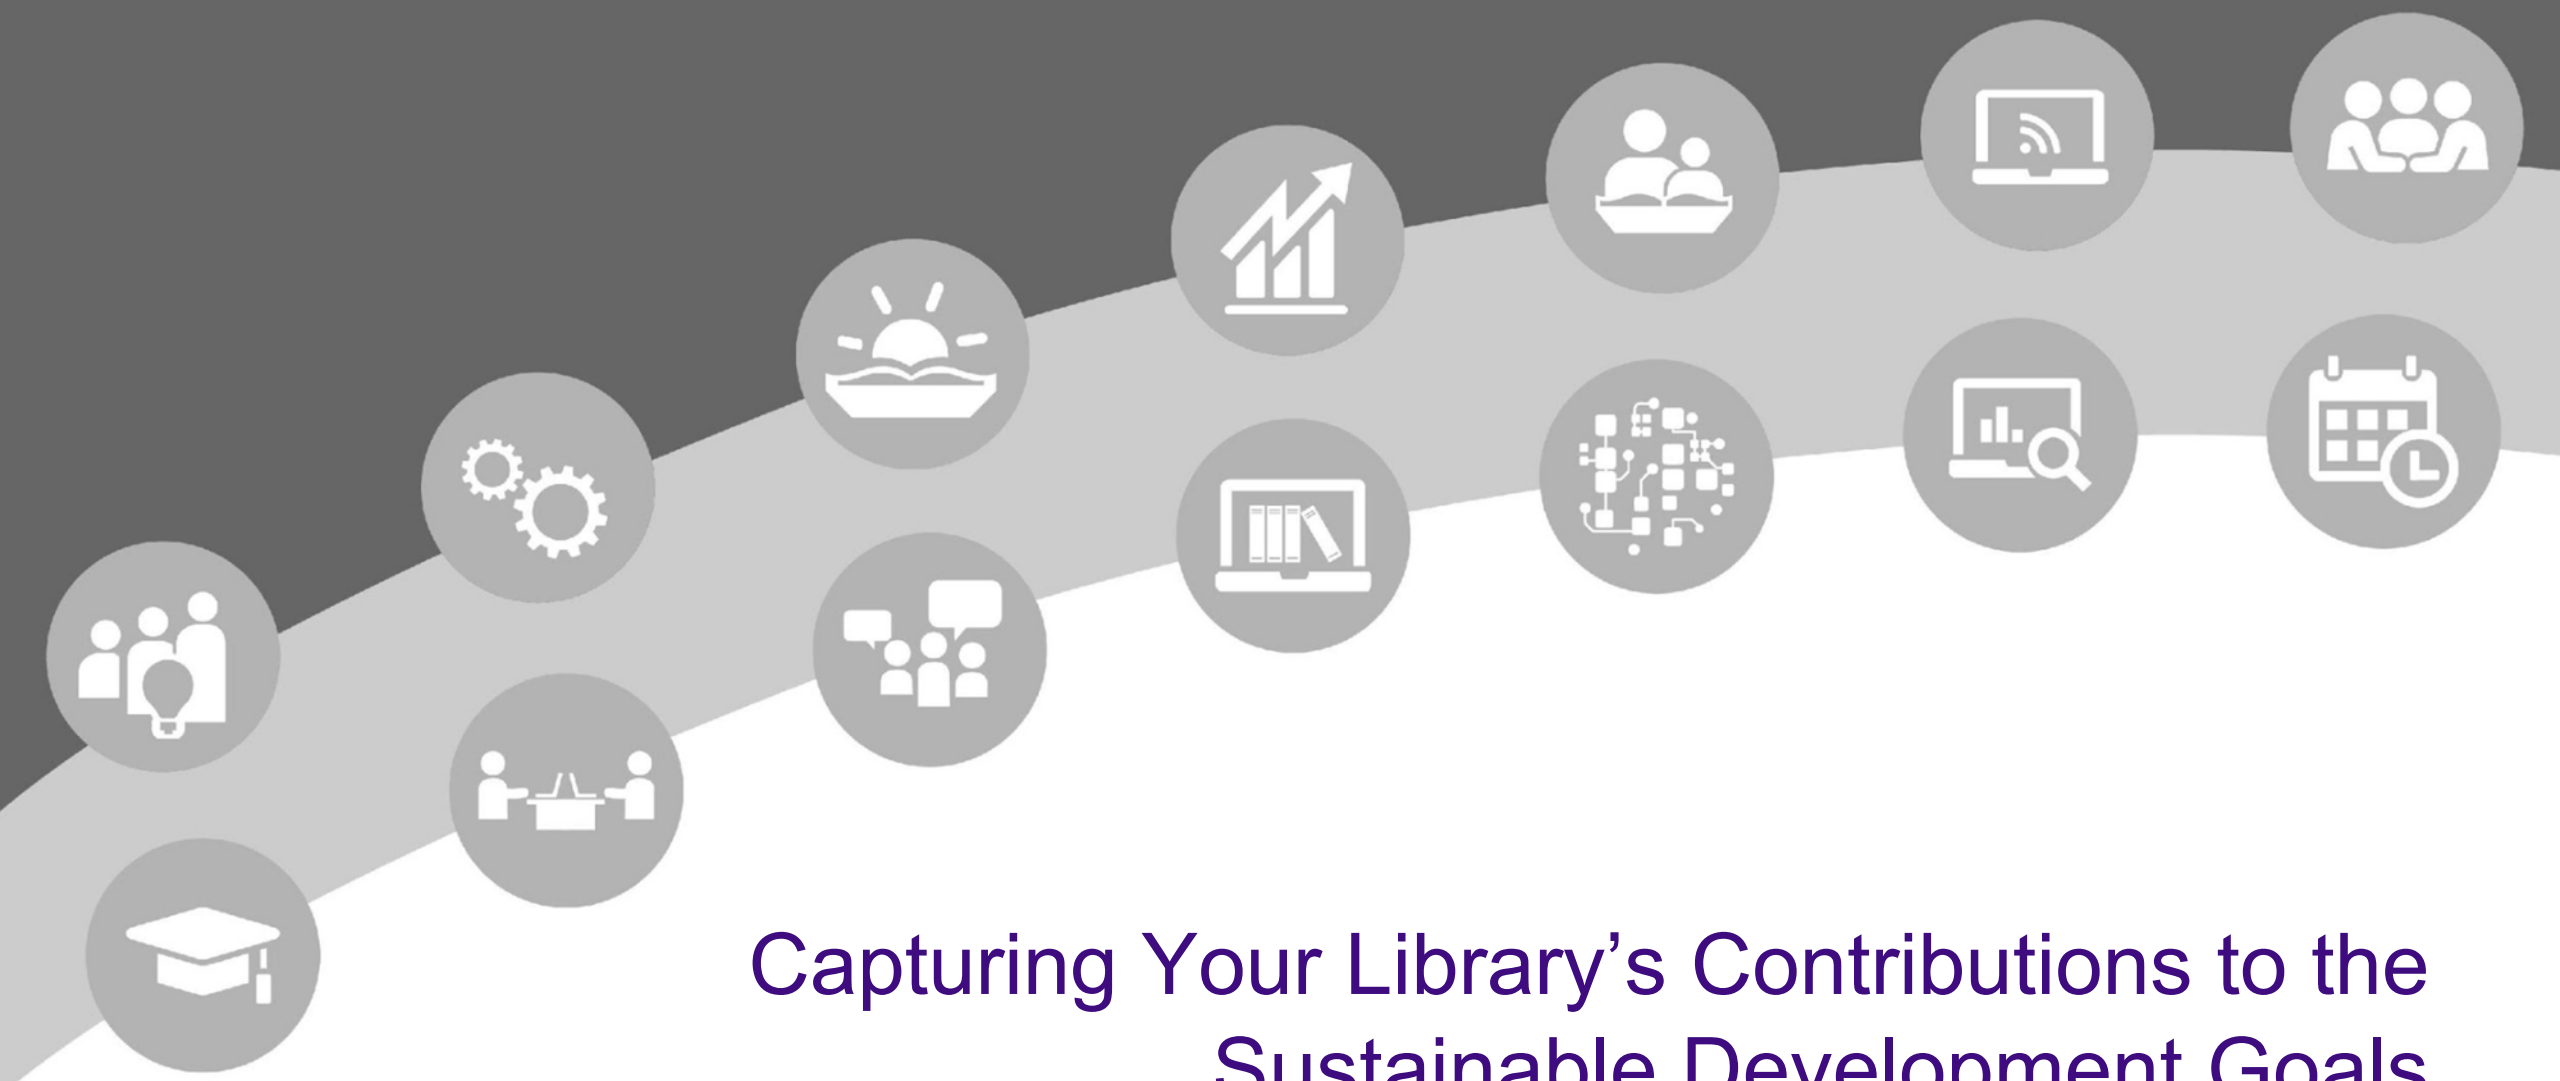 Capturing Your Library’s Contributions to the
Sustainable Development Goals